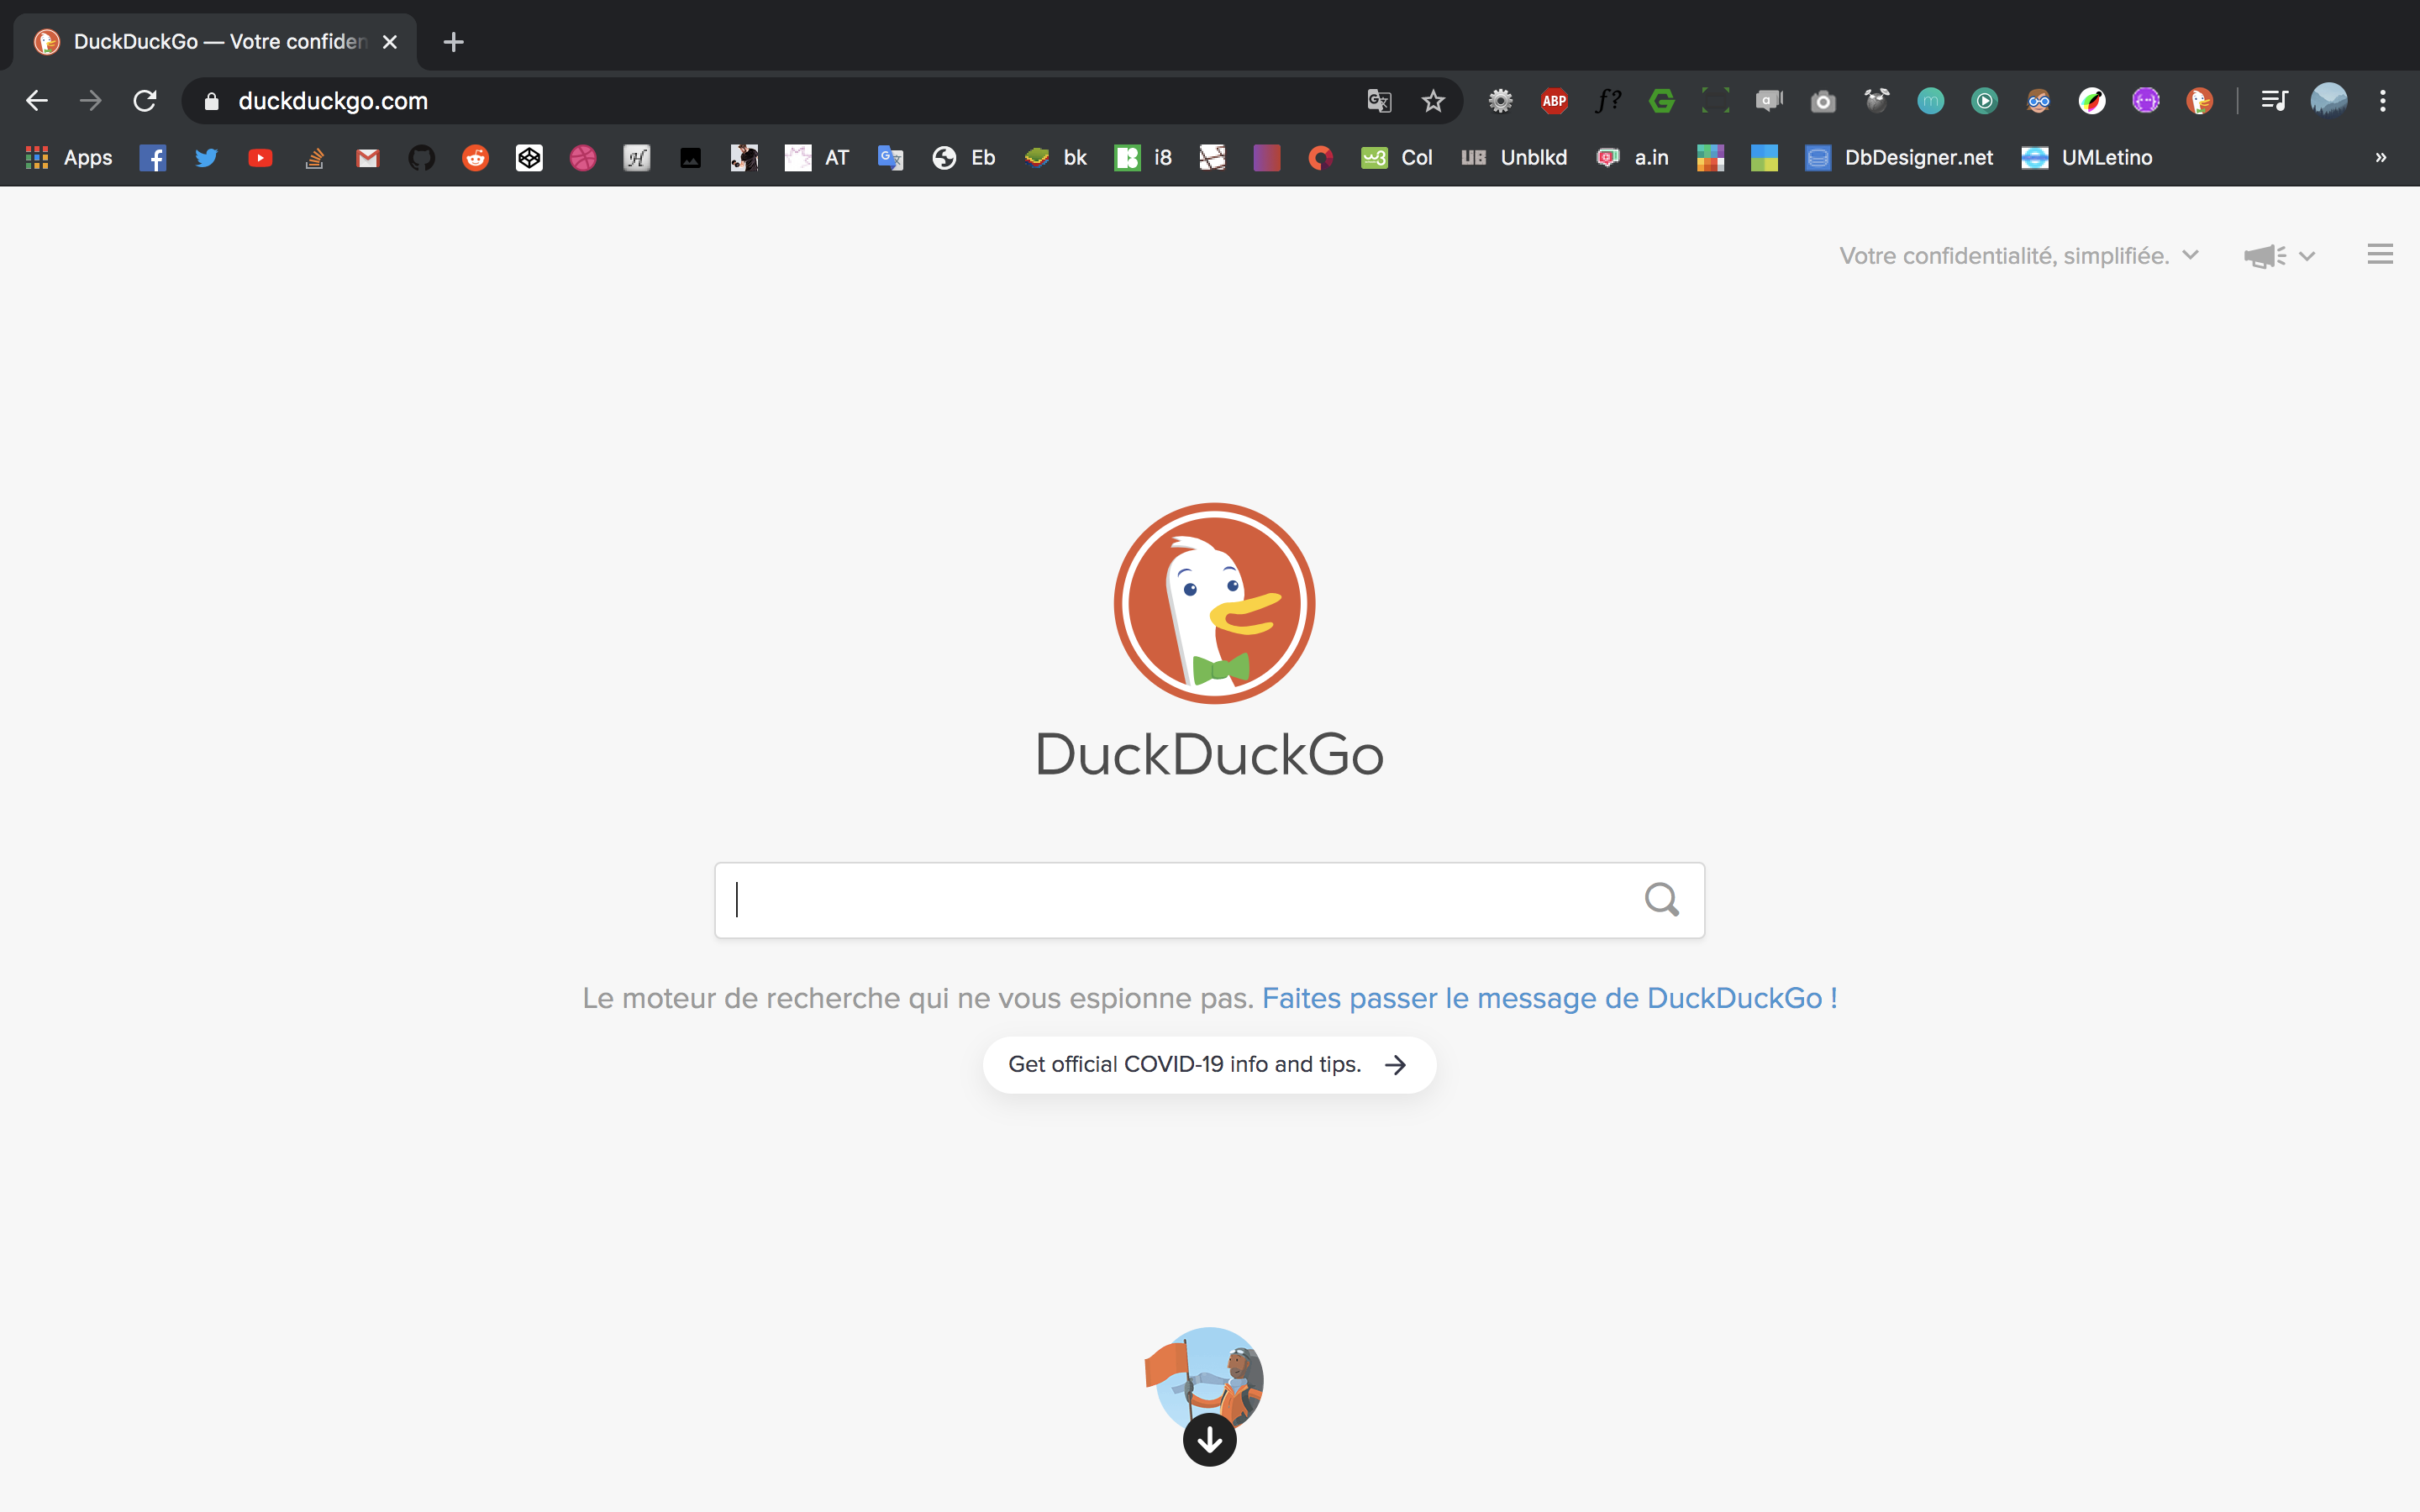 DuckDuckGo — Votre confiden
duckduckgo.com
ABP f?
Apps AT Eb bk i8 Col UB Unblkd a.in DbDesigner.net UMLetino »
Votre confidentialité, simplifiée.
DuckDuckGo
Le moteur de recherche qui ne vous espionne pas. Faites passer le message de DuckDuckGo !
Get official COVID-19 info and tips.